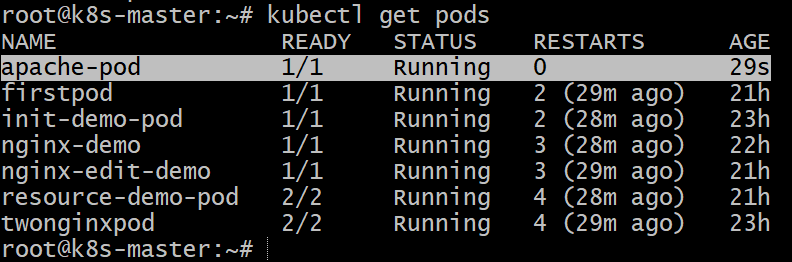 root@k8s-master:~# kubectl get pods
NAME READY STATUS RESTARTS AGE
apache-pod 1/1 Running 0 29s
firstpod 1/1 Running 2 (29m ago) 21h
init-demo-pod 1/1 Running 2 (28m ago) 23h
nginx-demo 1/1 Running 3 (28m ago) 22h
nginx-edit-demo 1/1 Running 3 (29m ago) 21h
resource-demo-pod 2/2 Running 4 (28m ago) 21h
twonginxpod 2/2 Running 4 (29m ago) 23h
root@k8s-master:~#